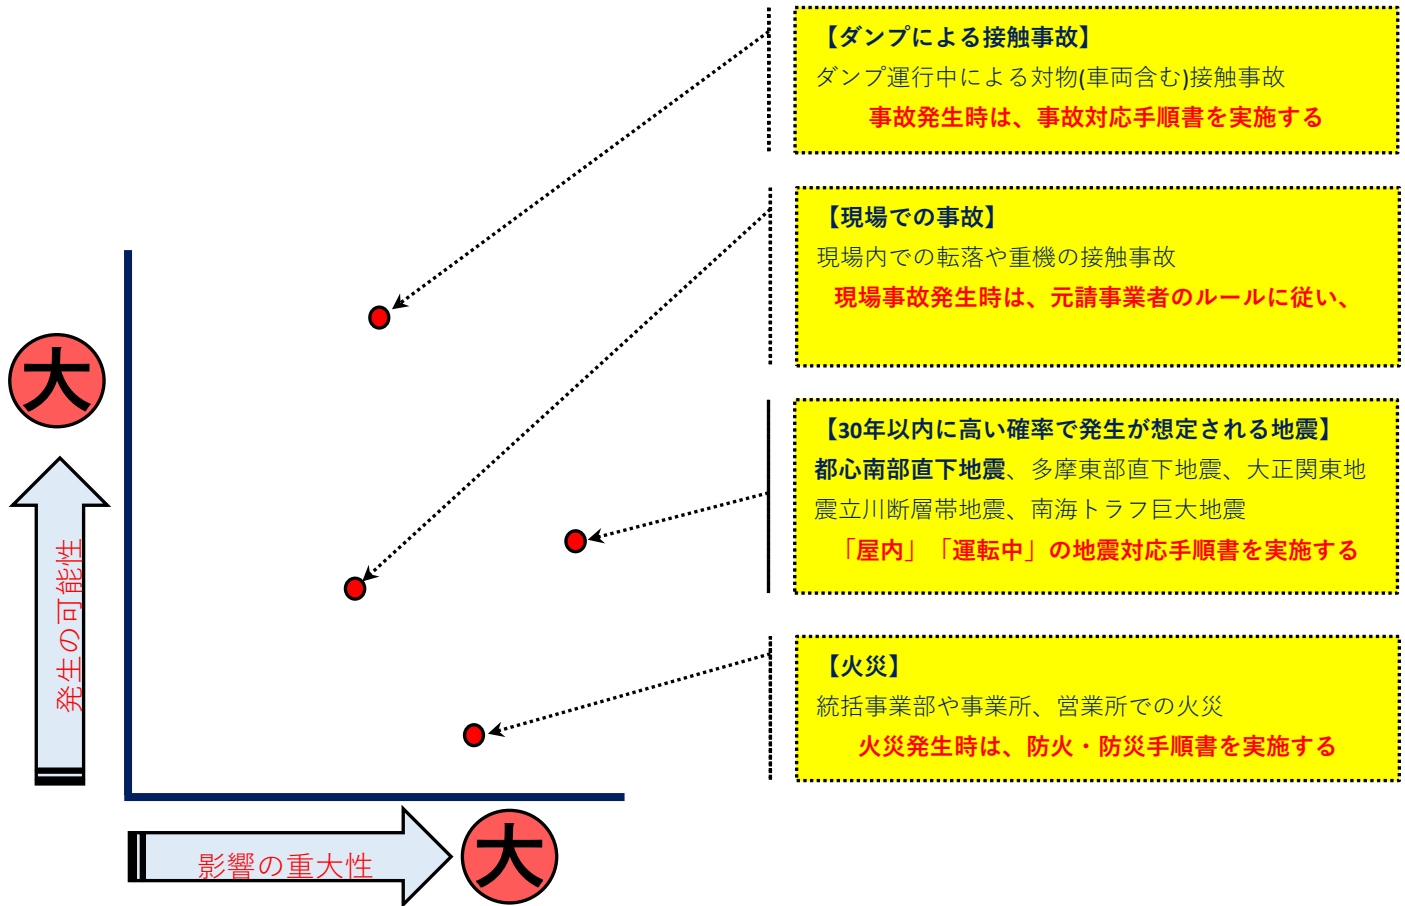 【ダンプによる接触事故】
ダンプ運行中による対物(車両含む)接触事故
事故発生時は、事故対応手順書を実施する
【現場での事故】
現場内での転落や重機の接触事故
現場事故発生時は、元請事業者のルールに従い、
【30年以内に高い確率で発生が想定される地震】
都心南部直下地震、多摩東部直下地震、大正関東地
震立川断層帯地震、南海トラフ巨大地震
「屋内」「運転中」の地震対応手順書を実施する
【火災】
統括事業部や事業所、営業所での火災
火災発生時は、防火・防災手順書を実施する
大
発生の可能性
影響の重大性
大